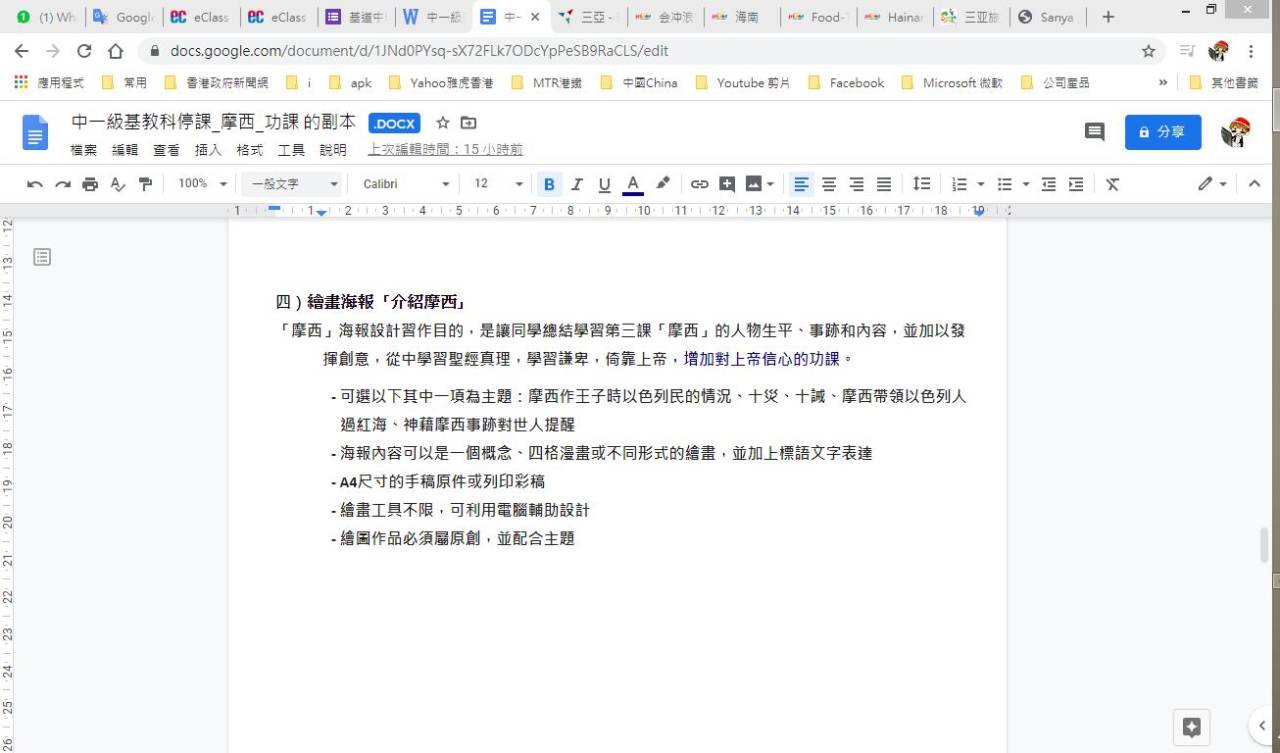 (1) Wh
Googl
eClass
eClass
基道中
中一級
中一
三亞 -
会冲浪
海南
Food-
Hainan
三亚旅
Sanya
docs.google.com/document/d/1JNd0PYsq-sX72FLk7ODcYpPeSB9RaCLS/edit
應用程式 常用 香港政府新聞網 i apk Yahoo雅虎香港 MTR港鐵 中國China Youtube 剪片 Facebook Microsoft 微軟 公司產品 » 其他書籤
中一級基教科停課_摩西_功課 的副本 .DOCX
分享
檔案 編輯 查看 插入 格式 工具 說明 上次編輯時間：15 小時前
100% 一般文字 Calibri 12 B I U A
1 1 2 3 4 5 6 7 8 9 10 11 12 13 14 15 16 17 18 19
四）繪畫海報「介紹摩西」
「摩西」海報設計習作目的，是讓同學總結學習第三課「摩西」的人物生平、事跡和內容，並加以發
揮創意，從中學習聖經真理，學習謙卑，倚靠上帝，增加對上帝信心的功課。
- 可選以下其中一項為主題：摩西作王子時以色列民的情況、十災、十誡、摩西帶領以色列人
過紅海、神藉摩西事跡對世人提醒
- 海報內容可以是一個概念、四格漫畫或不同形式的繪畫，並加上標語文字表達
- A4尺寸的手稿原件或列印彩稿
- 繪畫工具不限，可利用電腦輔助設計
- 繪圖作品必須屬原創，並配合主題
12
13
14
15
16
17
18
19
20
21
22
23
24
25
26